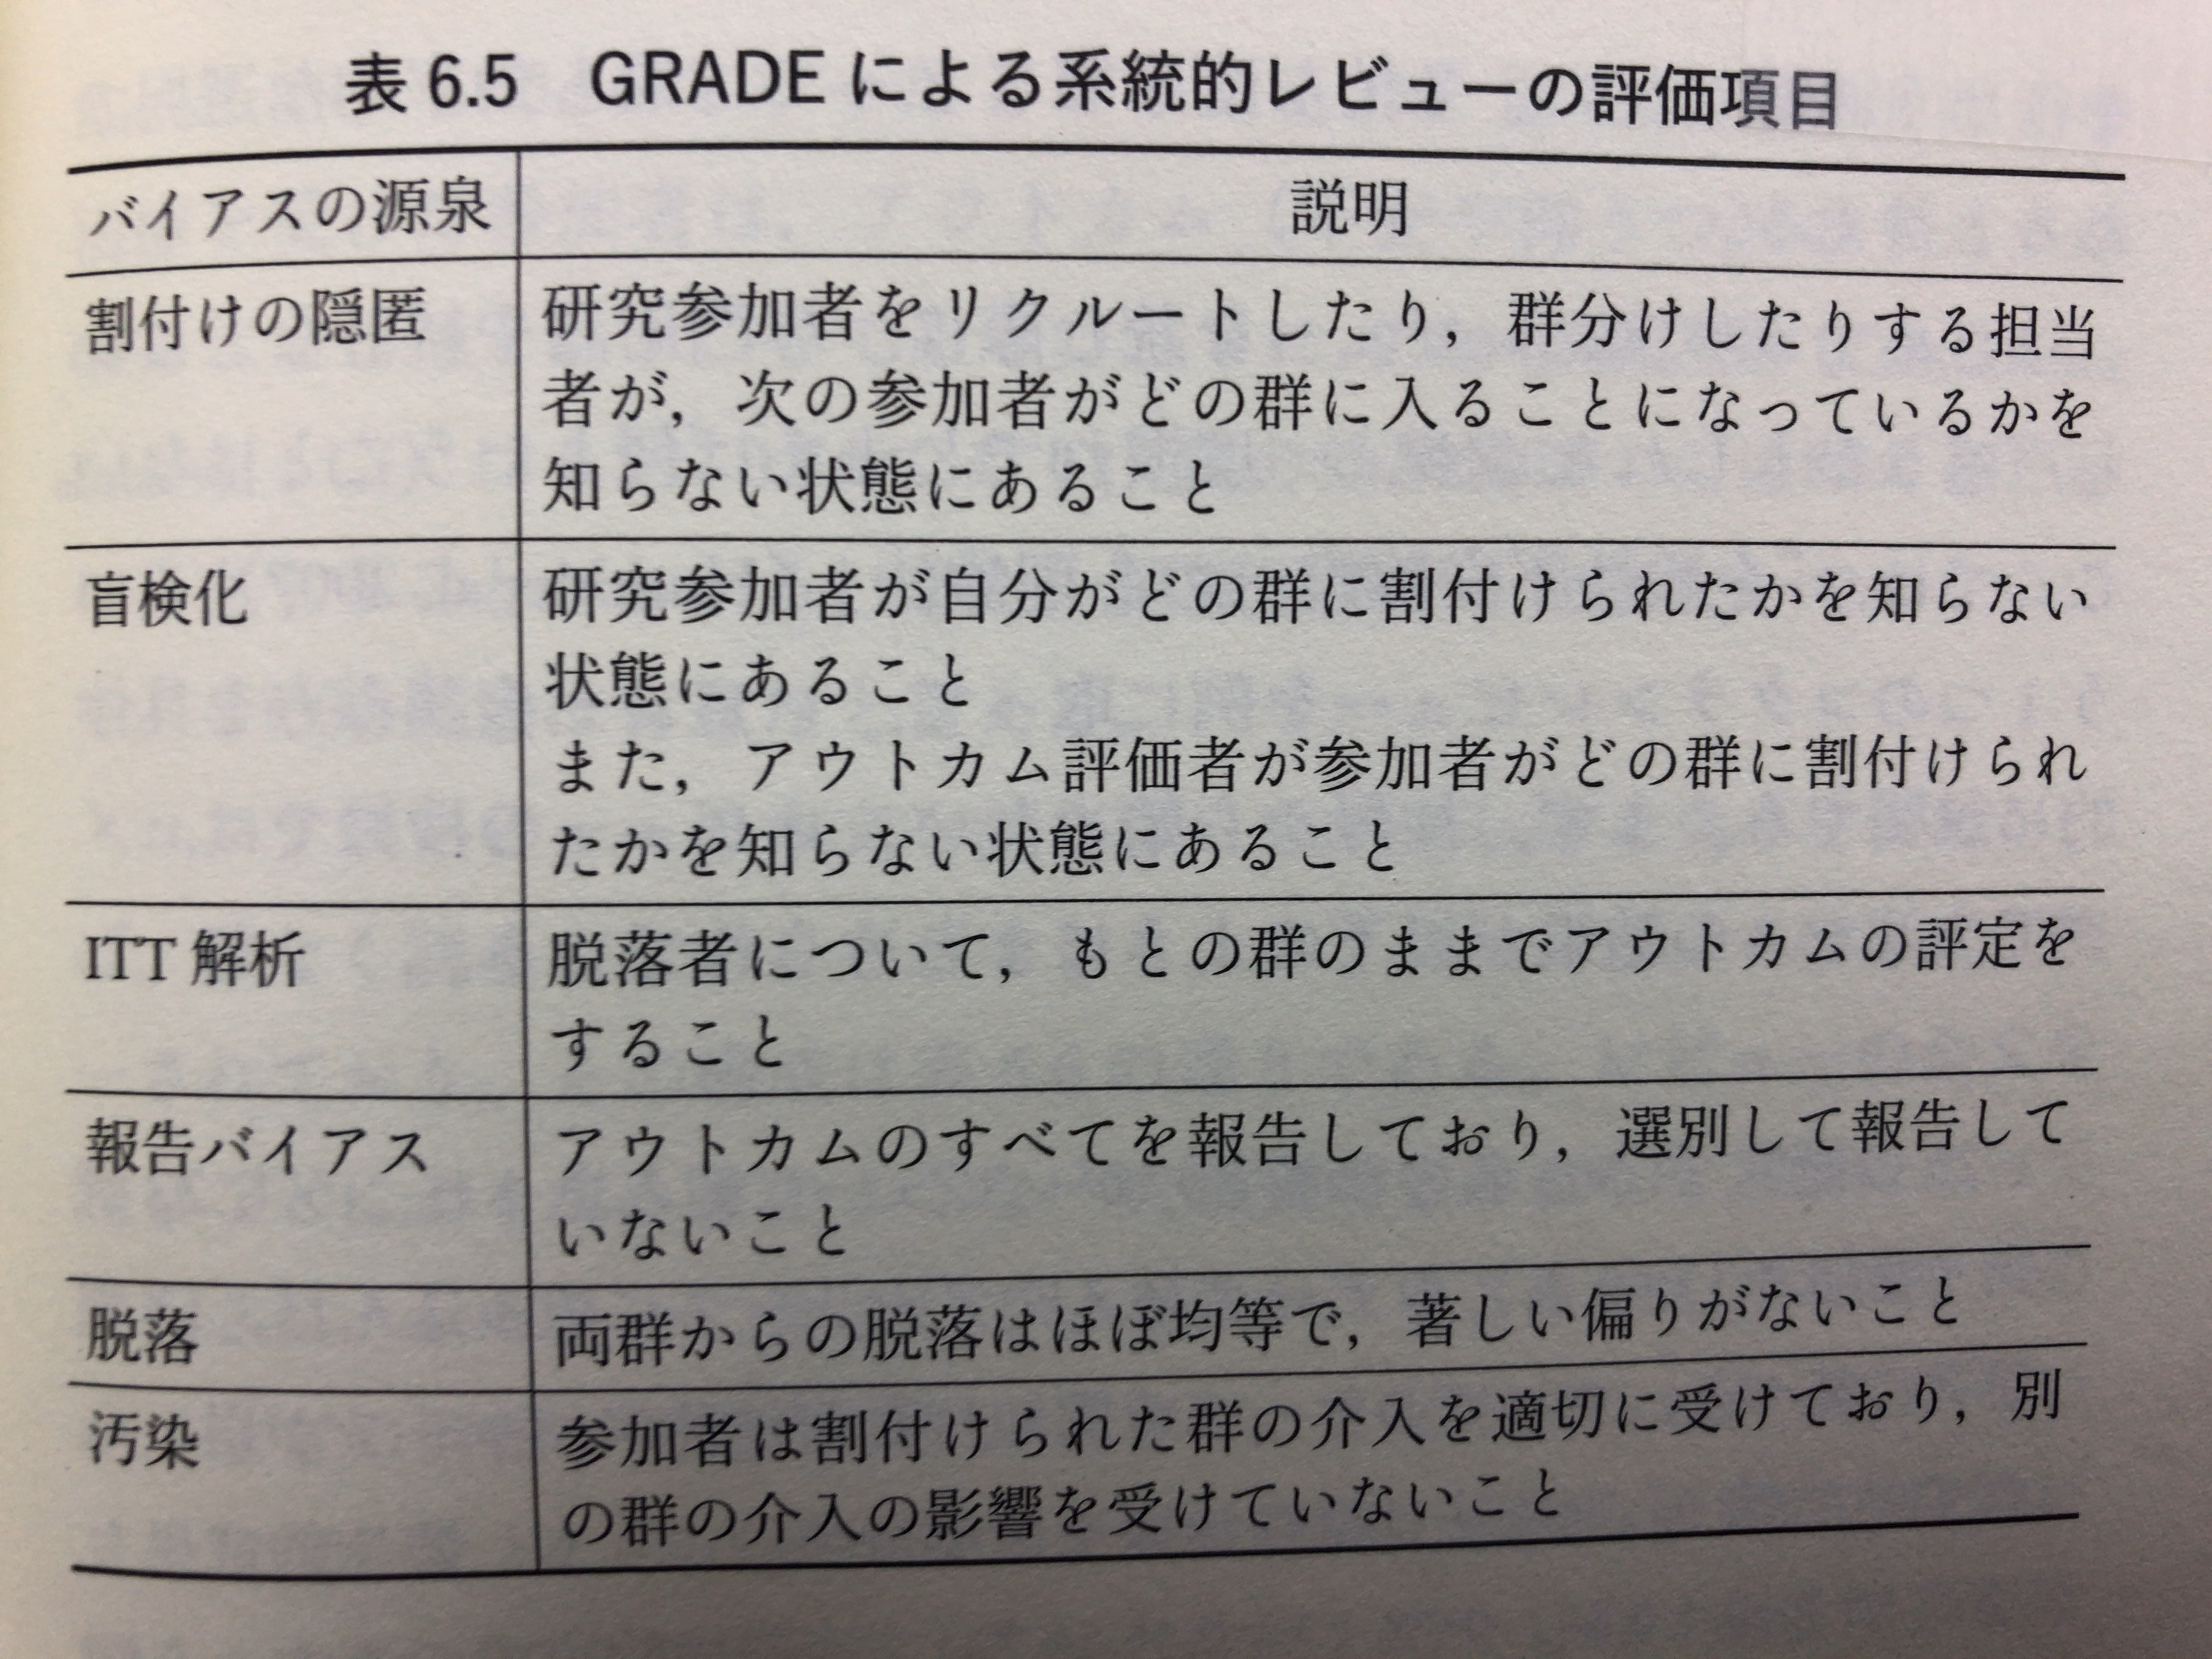 表 6.5　GRADE による系統的レビューの評価項目
バイアスの源泉
説明
割付けの隠匿
研究参加者をリクルートしたり，群分けしたりする担当
者が，次の参加者がどの群に入ることになっているかを
知らない状態にあること
盲検化
研究参加者が自分がどの群に割付けられたかを知らない
状態にあること
また，アウトカム評価者が参加者がどの群に割付けられ
たかを知らない状態にあること
ITT 解析
脱落者について，もとの群のままでアウトカムの評定を
すること
報告バイアス
アウトカムのすべてを報告しており，選別して報告して
いないこと
脱落
両群からの脱落はほぼ均等で，著しい偏りがないこと
汚染
参加者は割付けられた群の介入を適切に受けており，別
の群の介入の影響を受けていないこと